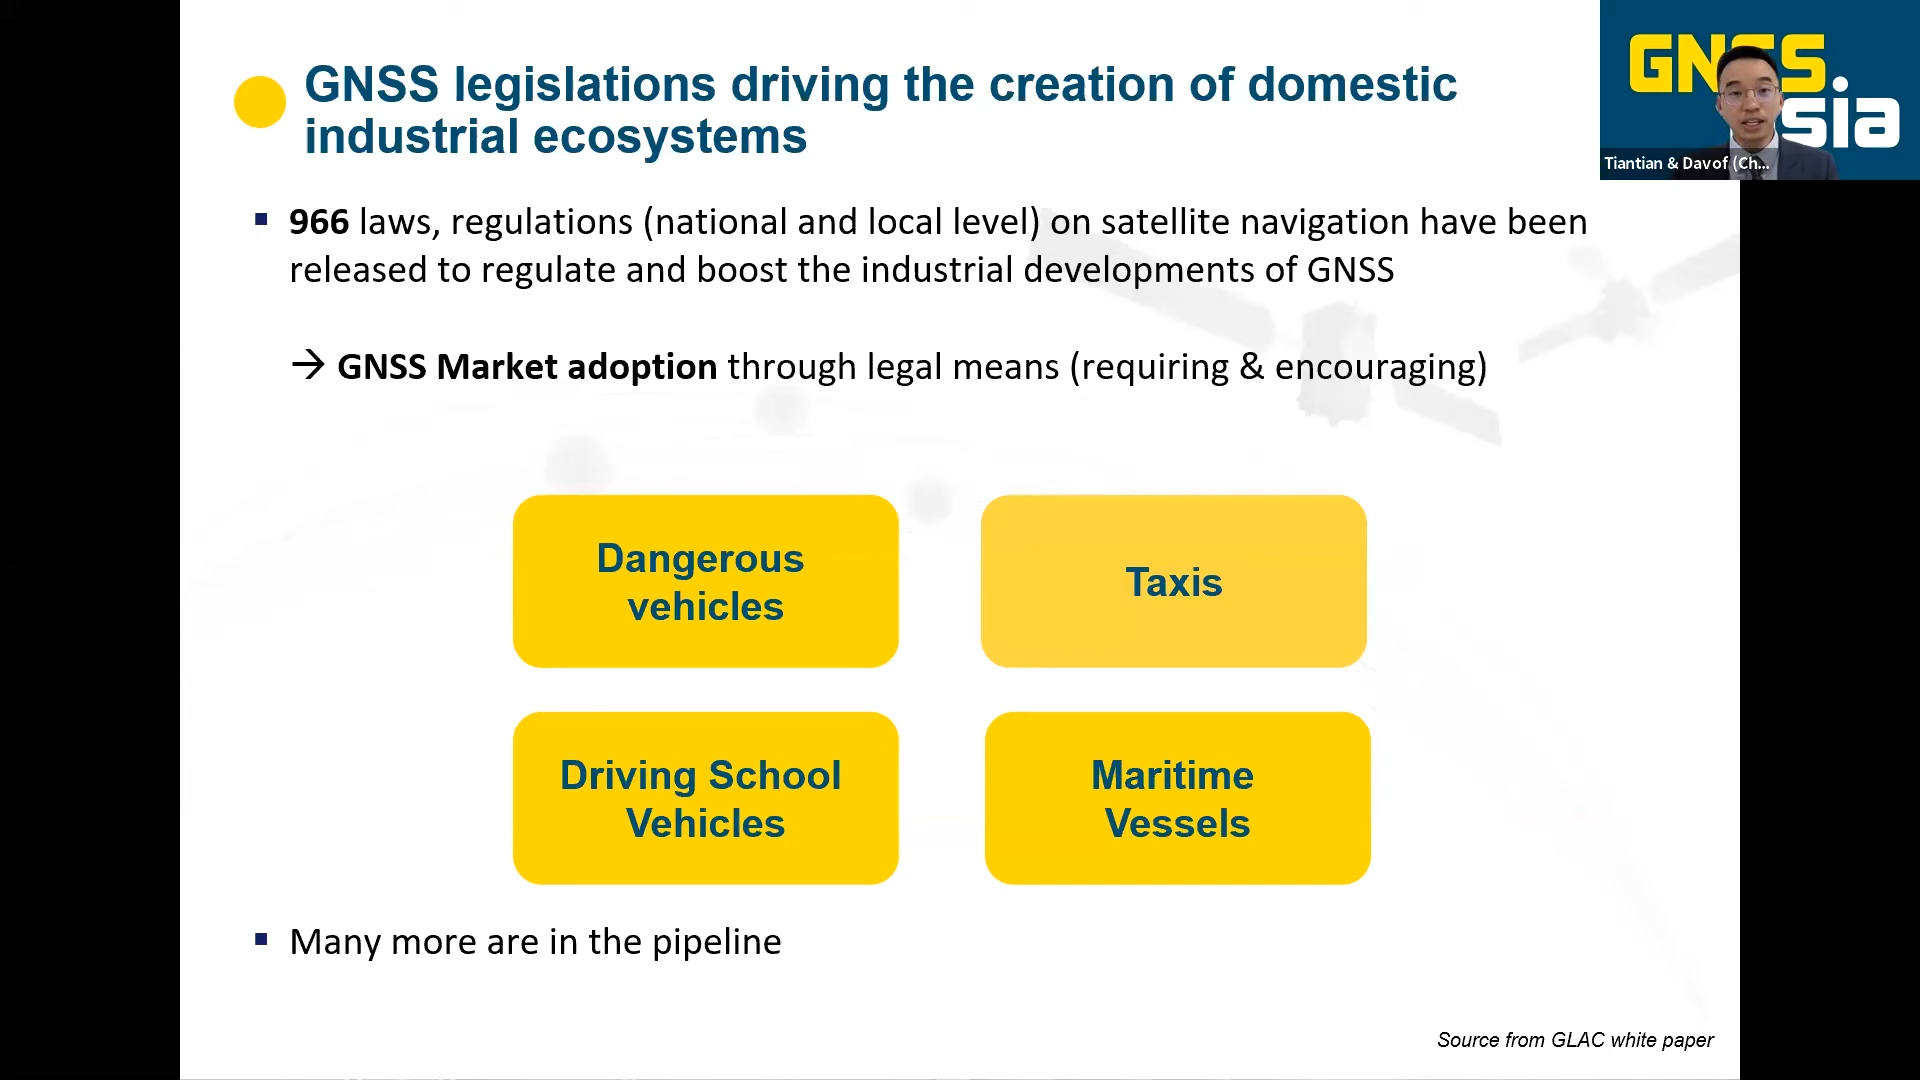 GNSS legislations driving the creation of domestic
industrial ecosystems
▪ 966 laws, regulations (national and local level) on satellite navigation have been
released to regulate and boost the industrial developments of GNSS
→ GNSS Market adoption through legal means (requiring & encouraging)
Dangerous
vehicles
Taxis
Driving School
Vehicles
Maritime
Vessels
▪ Many more are in the pipeline
Source from GLAC white paper
Tiantian & Davof (Ch...